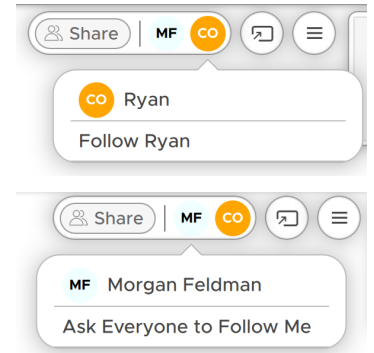 Share MF CO
CO Ryan
Follow Ryan
Share MF CO
MF Morgan Feldman
Ask Everyone to Follow Me